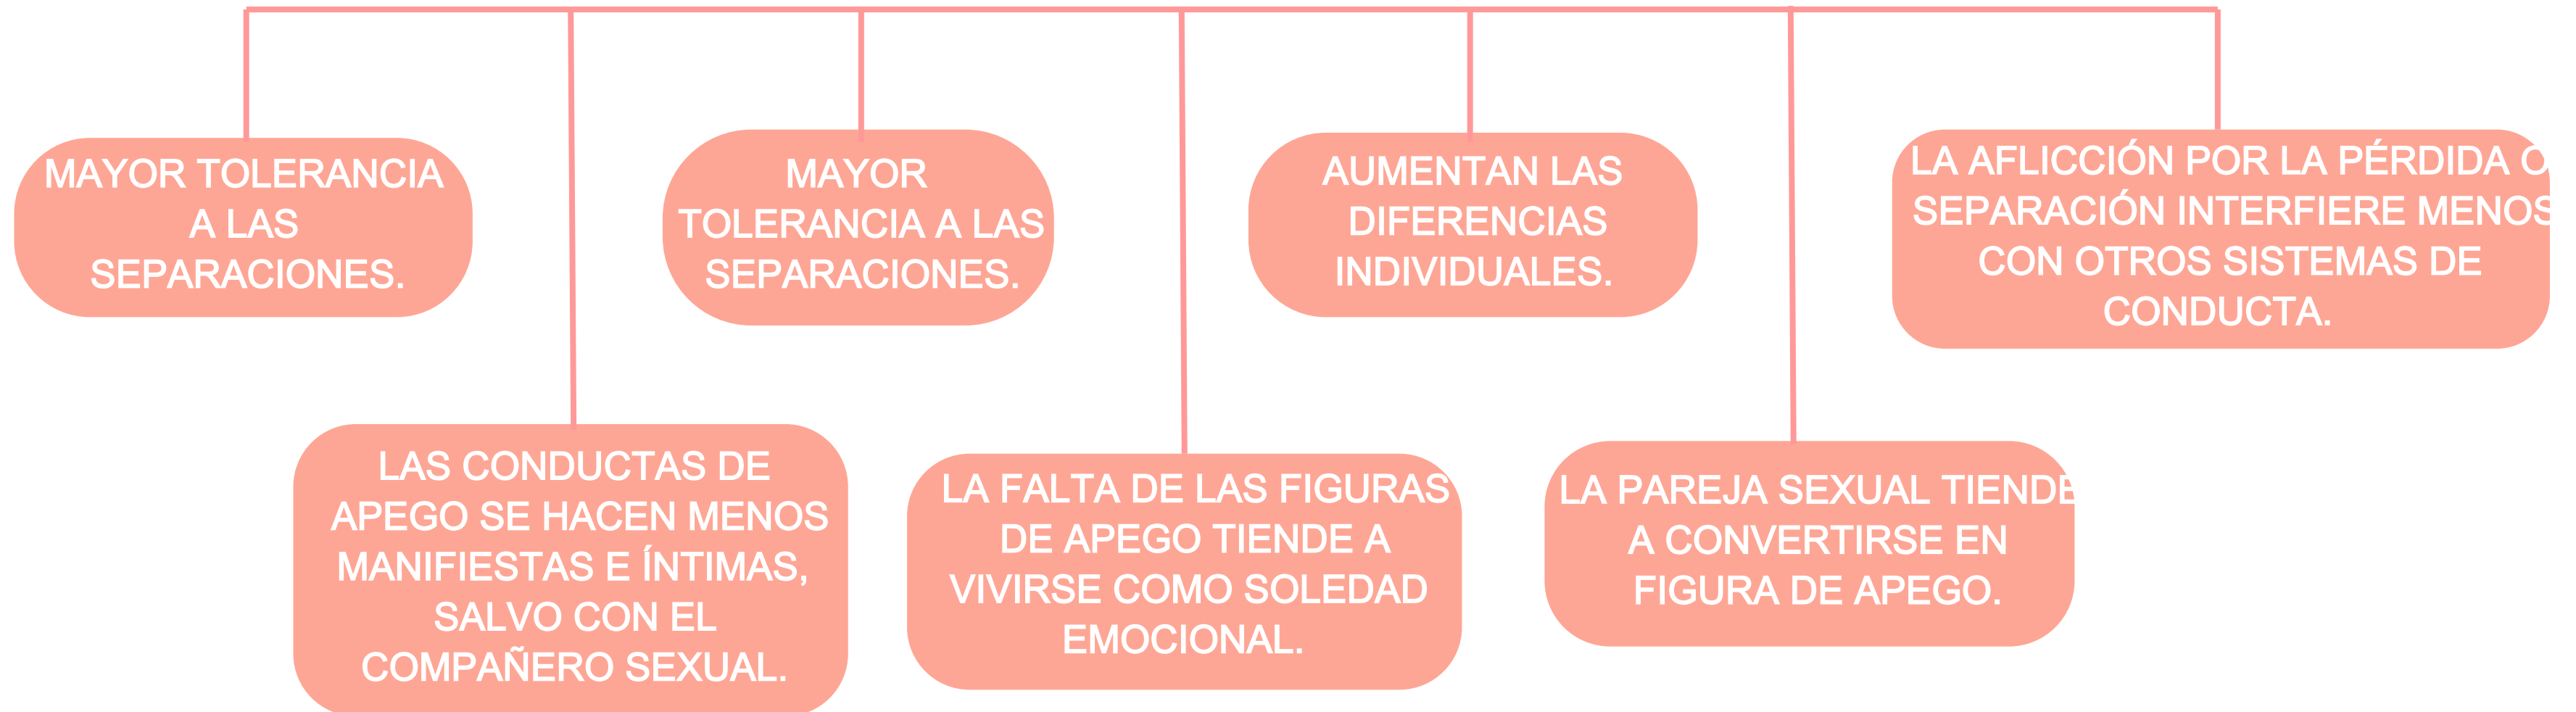 MAYOR TOLERANCIA
A LAS
SEPARACIONES.
MAYOR
TOLERANCIA A LAS
SEPARACIONES.
AUMENTAN LAS
DIFERENCIAS
INDIVIDUALES.
LA AFLICCIÓN POR LA PÉRDIDA O
SEPARACIÓN INTERFIERE MENOS
CON OTROS SISTEMAS DE
CONDUCTA.
LAS CONDUCTAS DE
APEGO SE HACEN MENOS
MANIFIESTAS E ÍNTIMAS,
SALVO CON EL
COMPAÑERO SEXUAL.
LA FALTA DE LAS FIGURAS
DE APEGO TIENDE A
VIVIRSE COMO SOLEDAD
EMOCIONAL.
LA PAREJA SEXUAL TIENDE
A CONVERTIRSE EN
FIGURA DE APEGO.